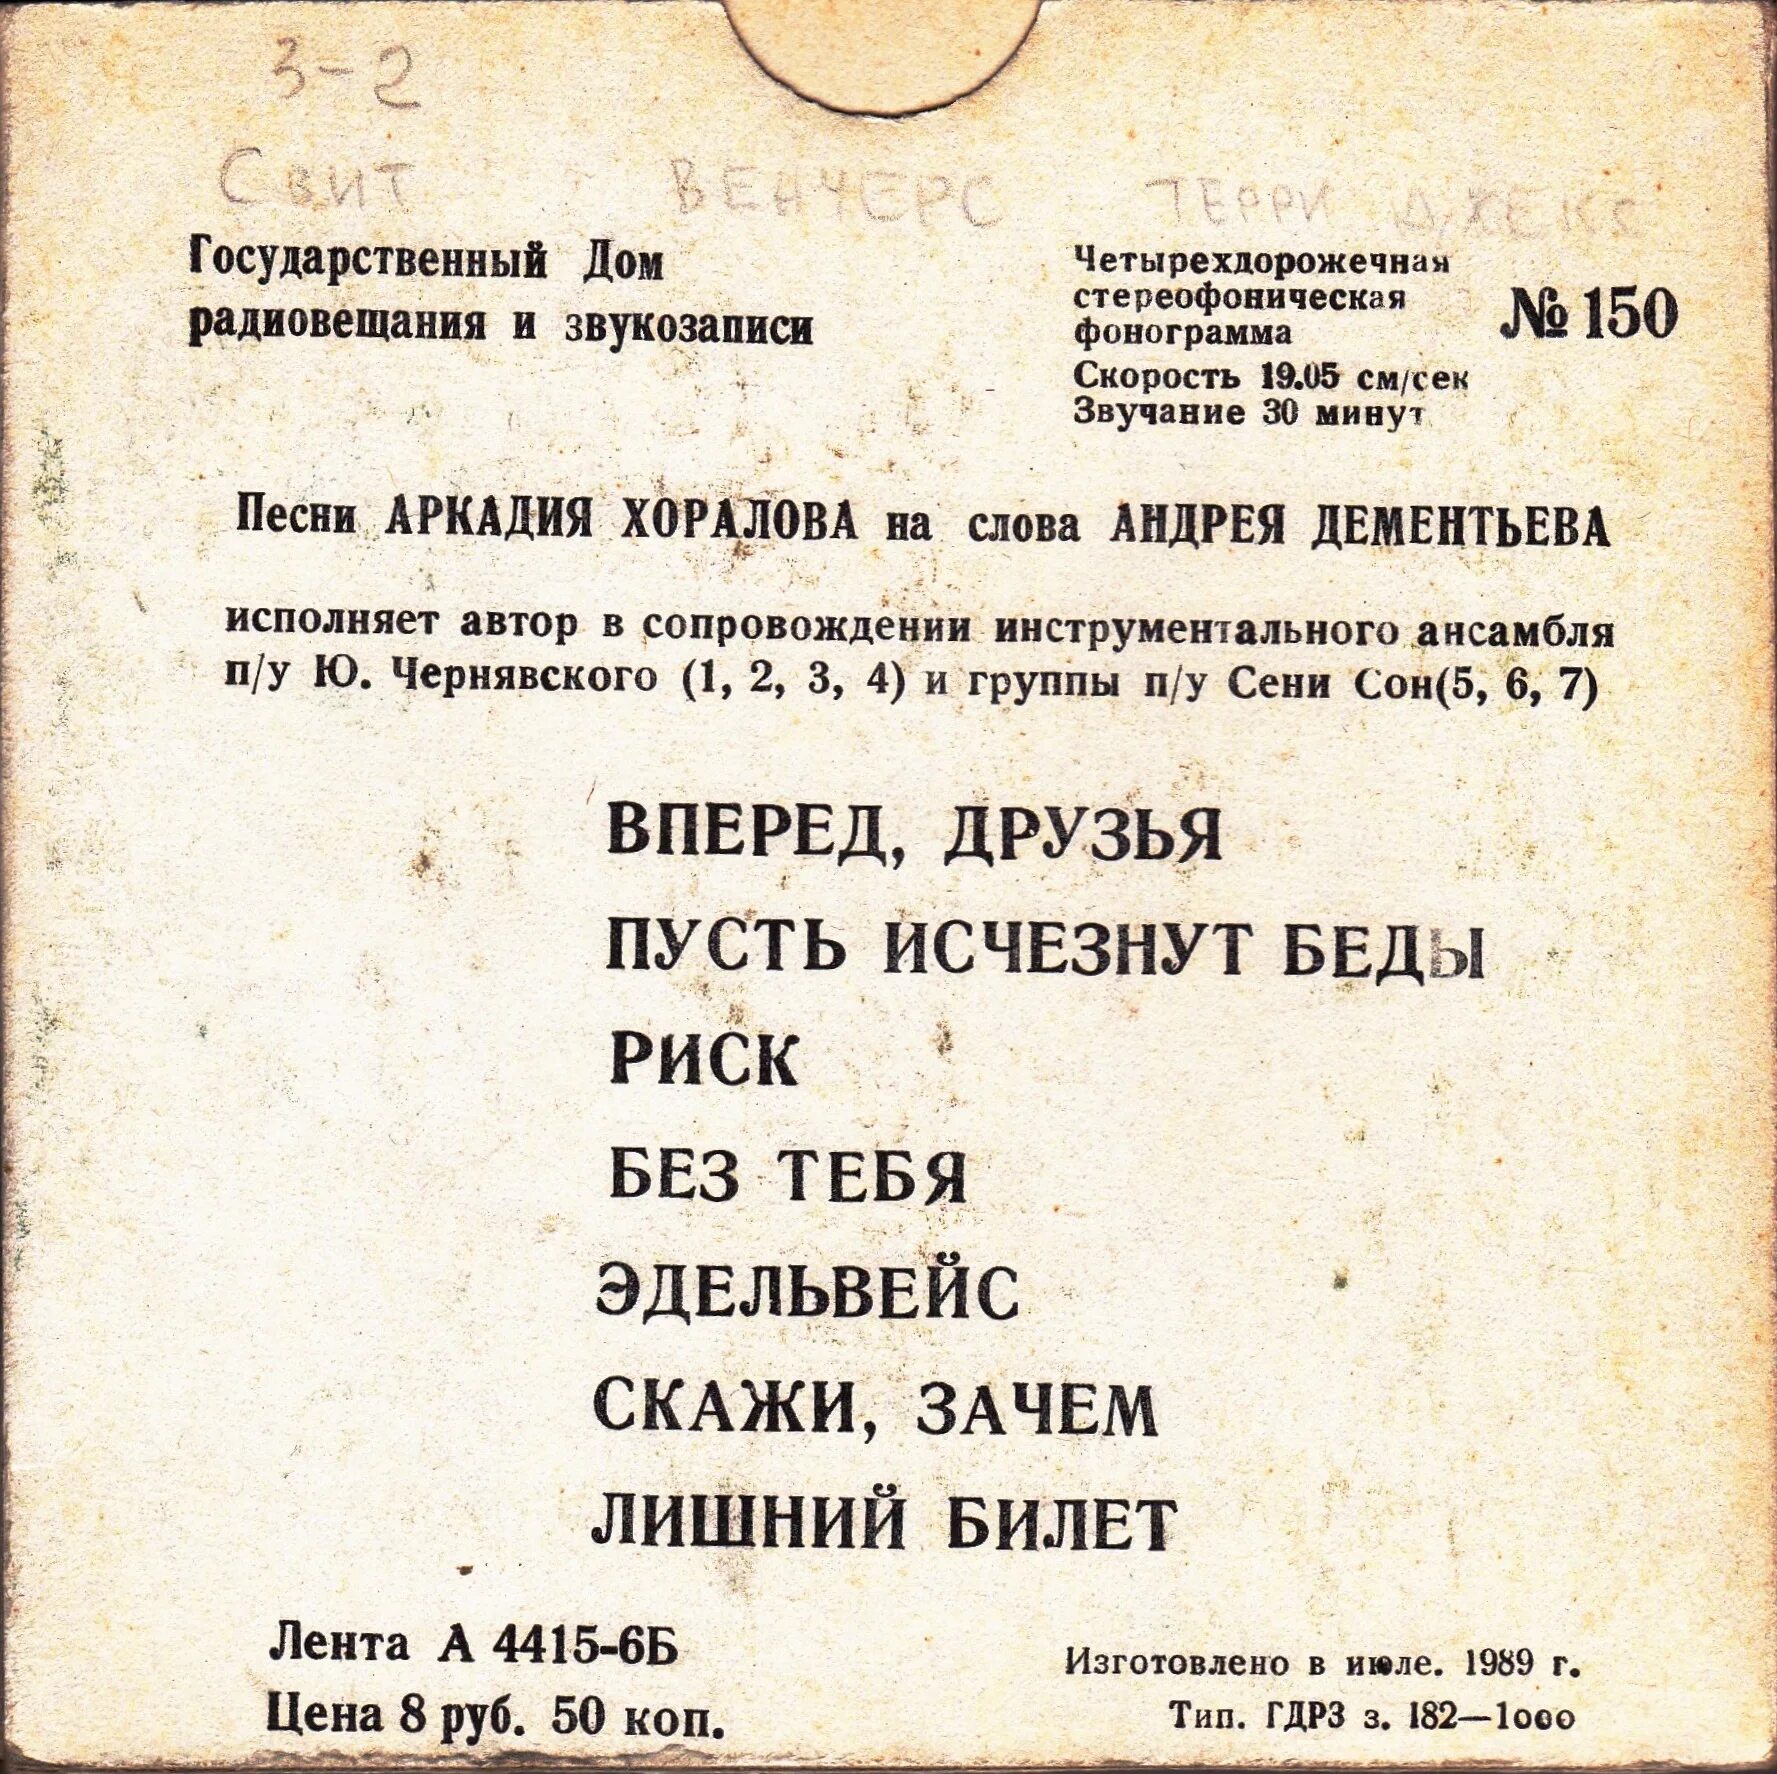 3-2
СВИТ ВЕНЧЕРС ТЕРРИ ДЖЕКС
Государственный Дом
радиовещания и звукозаписи
Четырехдорожечная
стереофоническая
фонограмма
Скорость 19.05 см/сек
Звучание 30 минут
№ 150
Песни АРКАДИЯ ХОРАЛОВА на слова АНДРЕЯ ДЕМЕНТЬЕВА
исполняет автор в сопровождении инструментального ансамбля
п/у Ю. Чернявского (1, 2, 3, 4) и группы п/у Сени Сон(5, 6, 7)
ВПЕРЕД, ДРУЗЬЯ
ПУСТЬ ИСЧЕЗНУТ БЕДЫ
РИСК
БЕЗ ТЕБЯ
ЭДЕЛЬВЕЙС
СКАЖИ, ЗАЧЕМ
ЛИШНИЙ БИЛЕТ
Лента А 4415-6Б
Цена 8 руб. 50 коп.
Изготовлено в июле. 1989 г.
Тип. ГДРЗ з. 182—1000